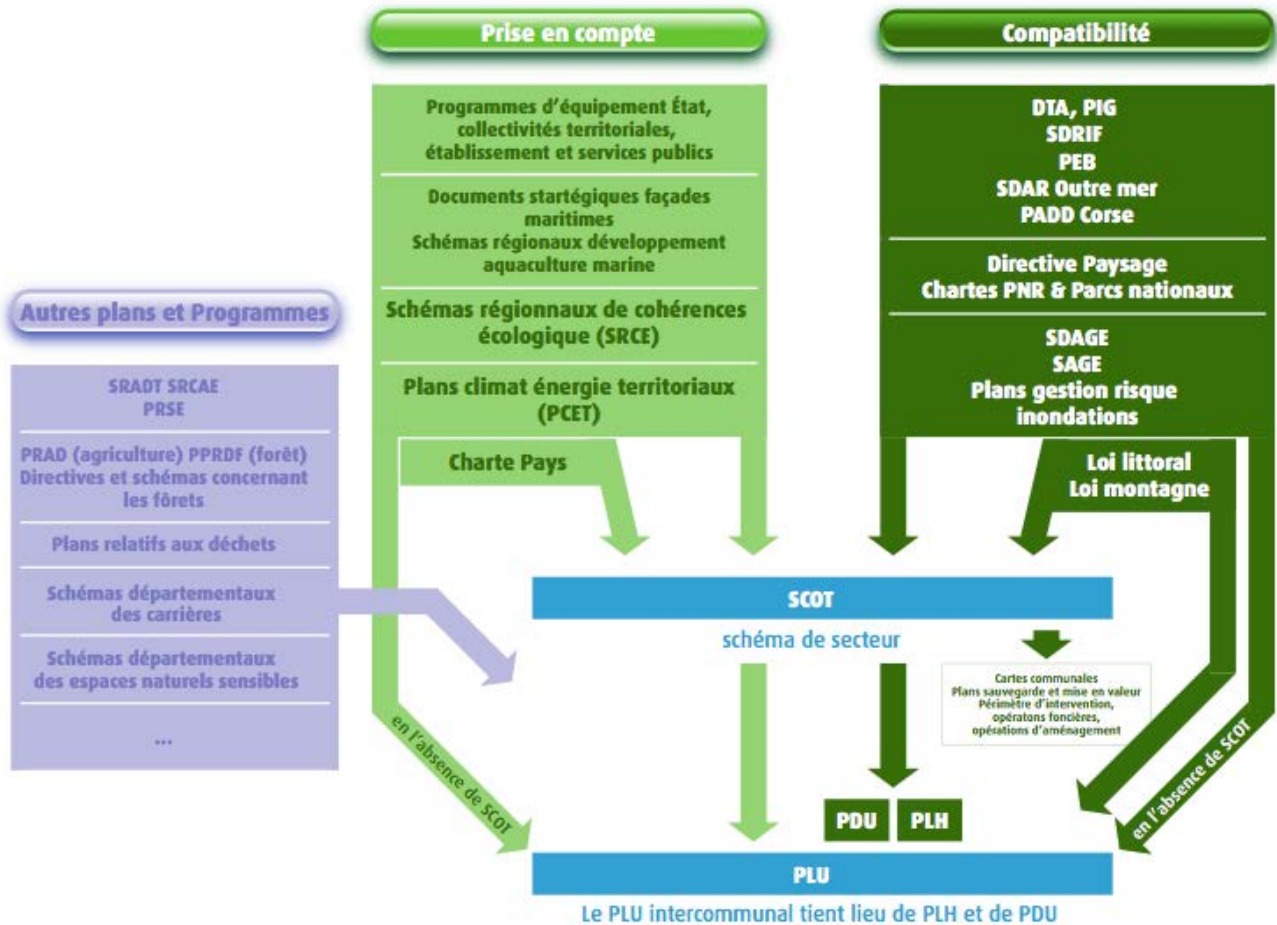 Prise en compte
Programmes d'équipement État,
collectivités territoriales,
établissement et services publics
Documents startégiques façades
maritimes
Schémas régionaux développement
aquaculture marine
Schémas régionnaux de cohérences
écologique (SRCE)
Plans climat énergie territoriaux
(PCET)
Charte Pays
Compatibilité
DTA, PIG
SDRIF
PEB
SDAR Outre mer
PADD Corse
Directive Paysage
Chartes PNR & Parcs nationaux
SDAGE
SAGE
Plans gestion risque
inondations
Loi littoral
Loi montagne
Autres plans et Programmes
SRADT SRCAE
PRSE
PRAD (agriculture) PPRDF (forêt)
Directives et schémas concernant
les fôrets
Plans relatifs aux déchets
Schémas départementaux
des carrières
Schémas départementaux
des espaces naturels sensibles
...
SCOT
schéma de secteur
Cartes communales
Plans sauvegarde et mise en valeur
Périmètre d'intervention,
opératons foncières,
opérations d'aménagement
en l'absence de SCOT
en l'absence de SCOT
PDU
PLH
PLU
Le PLU intercommunal tient lieu de PLH et de PDU